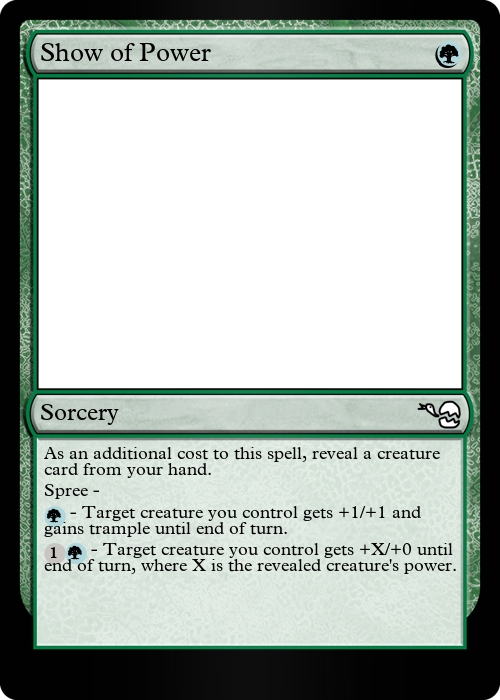 Show of Power
Sorcery
As an additional cost to this spell, reveal a creature
card from your hand.
Spree -
- Target creature you control gets +1/+1 and
gains trample until end of turn.
1 - Target creature you control gets +X/+0 until
end of turn, where X is the revealed creature's power.